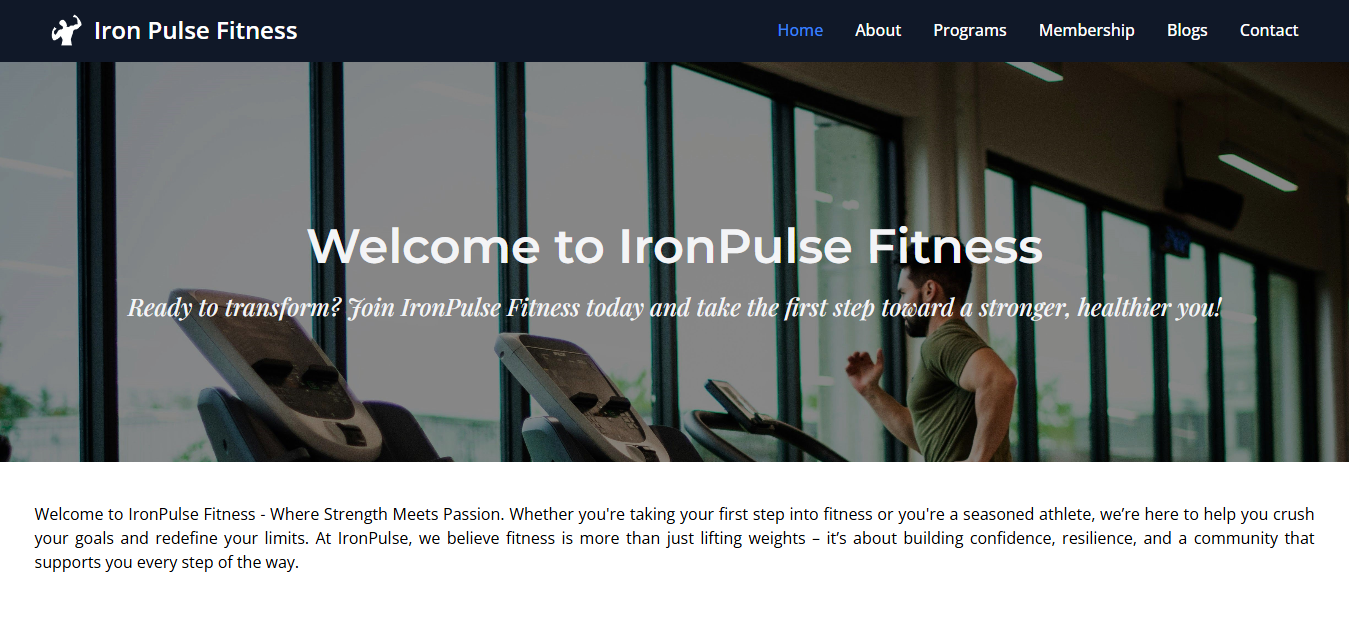 Iron Pulse Fitness
Home About Programs Membership Blogs Contact
Welcome to IronPulse Fitness
Ready to transform? Join IronPulse Fitness today and take the first step toward a stronger, healthier you!
Welcome to IronPulse Fitness - Where Strength Meets Passion. Whether you're taking your first step into fitness or you're a seasoned athlete, we’re here to help you crush
your goals and redefine your limits. At IronPulse, we believe fitness is more than just lifting weights – it’s about building confidence, resilience, and a community that
supports you every step of the way.